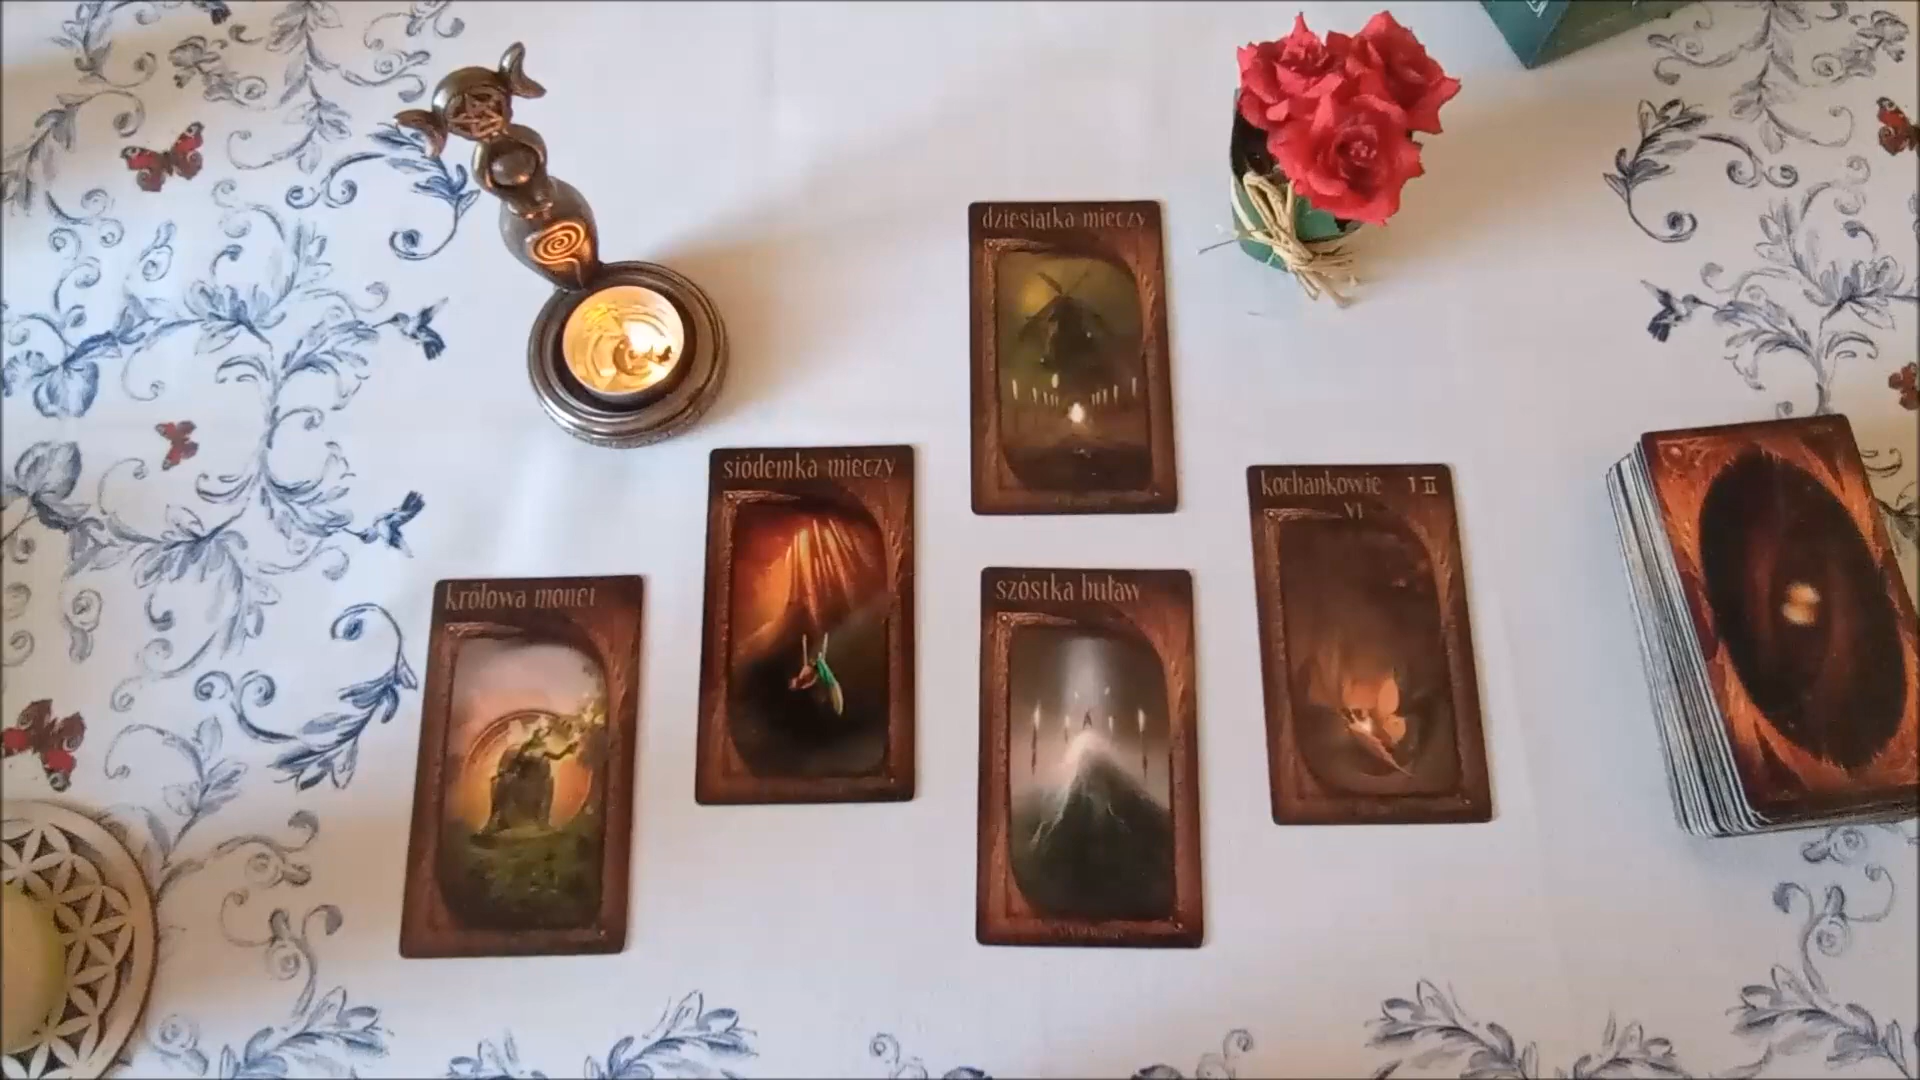 dziesiątka mieczy
siódemka mieczy
kochankowie
VI
szóstka buław
królowa monet